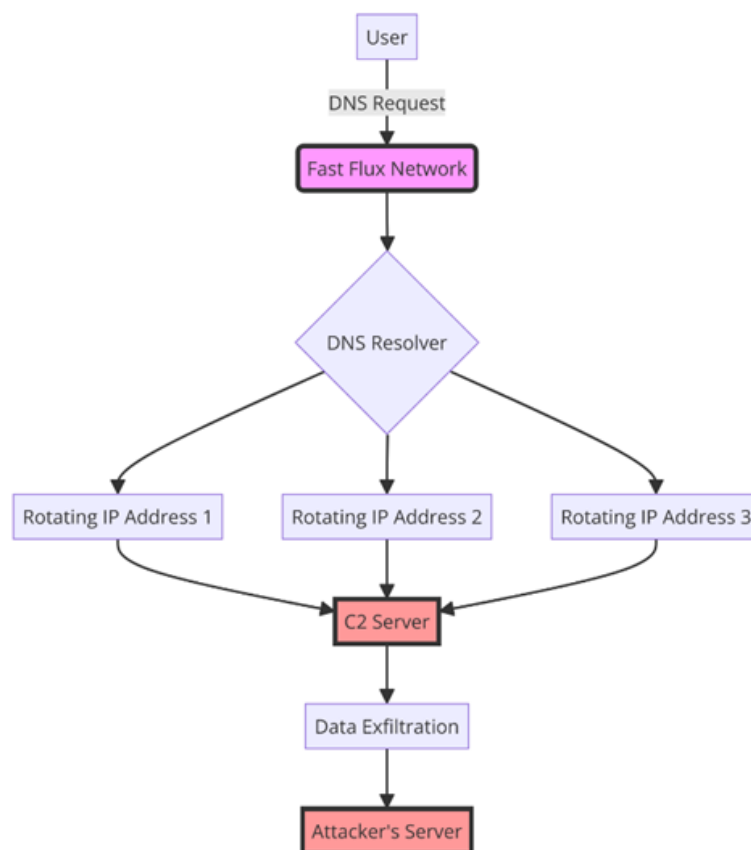 User
DNS Request
Fast Flux Network
DNS Resolver
Rotating IP Address 1
Rotating IP Address 2
Rotating IP Address 3
C2 Server
Data Exfiltration
Attacker's Server